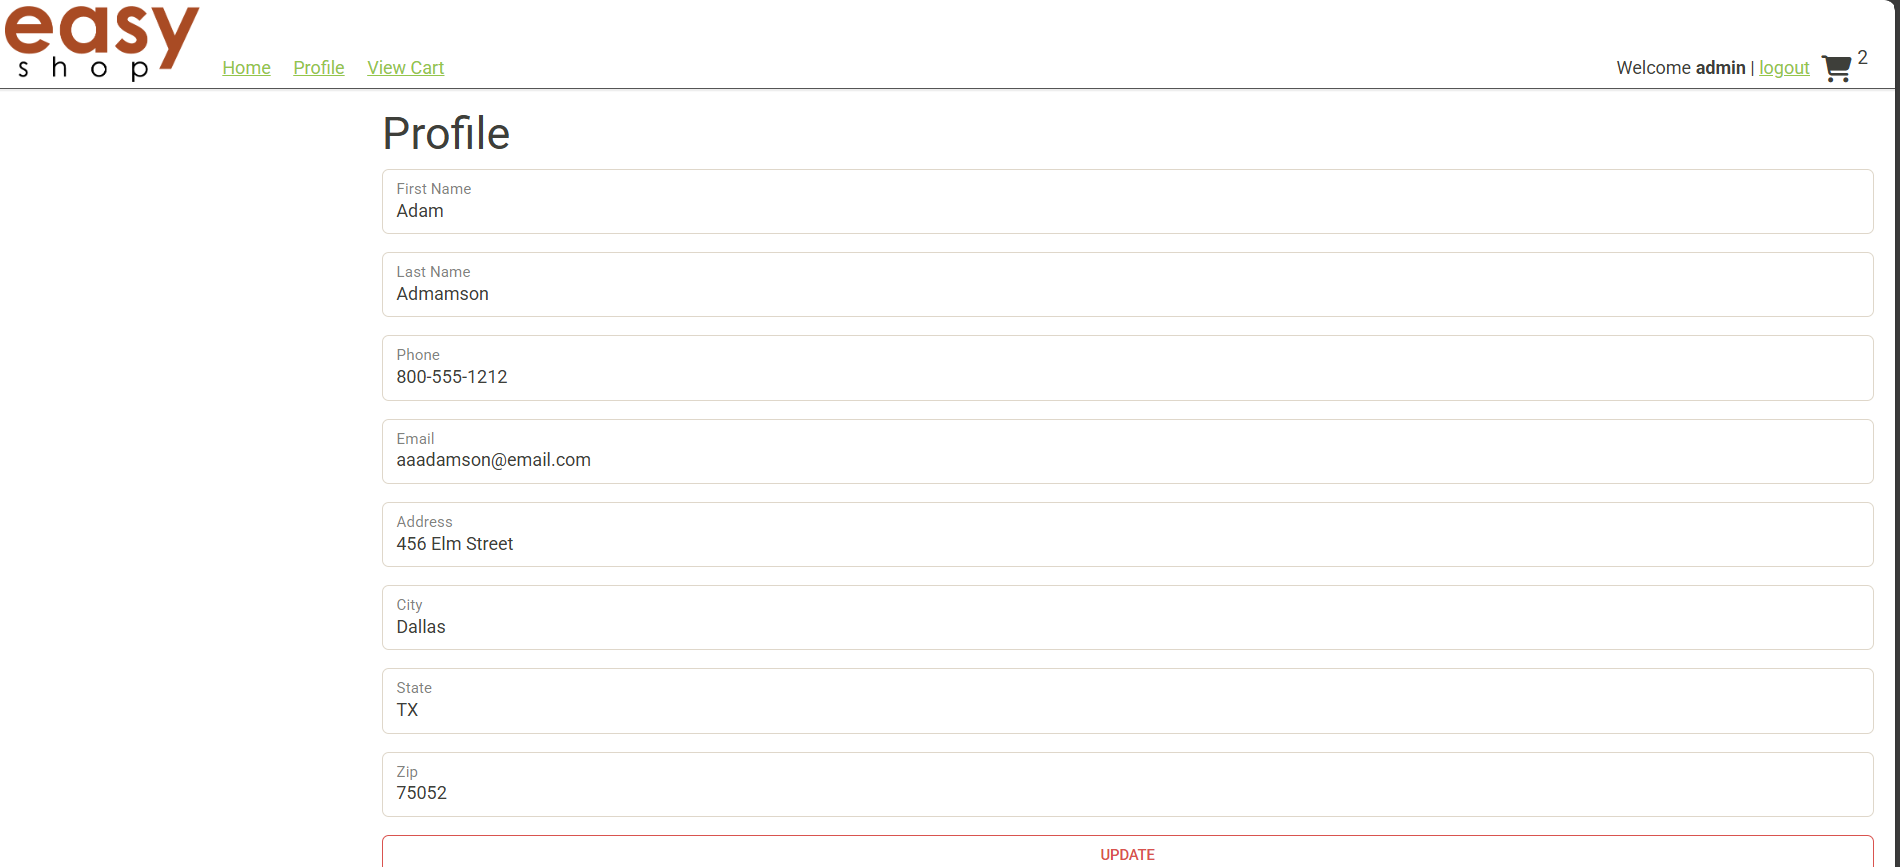 easy
shop
Home Profile View Cart Welcome admin | logout 2
Profile
First Name
Adam
Last Name
Admamson
Phone
800-555-1212
Email
aaadamson@email.com
Address
456 Elm Street
City
Dallas
State
TX
Zip
75052
UPDATE